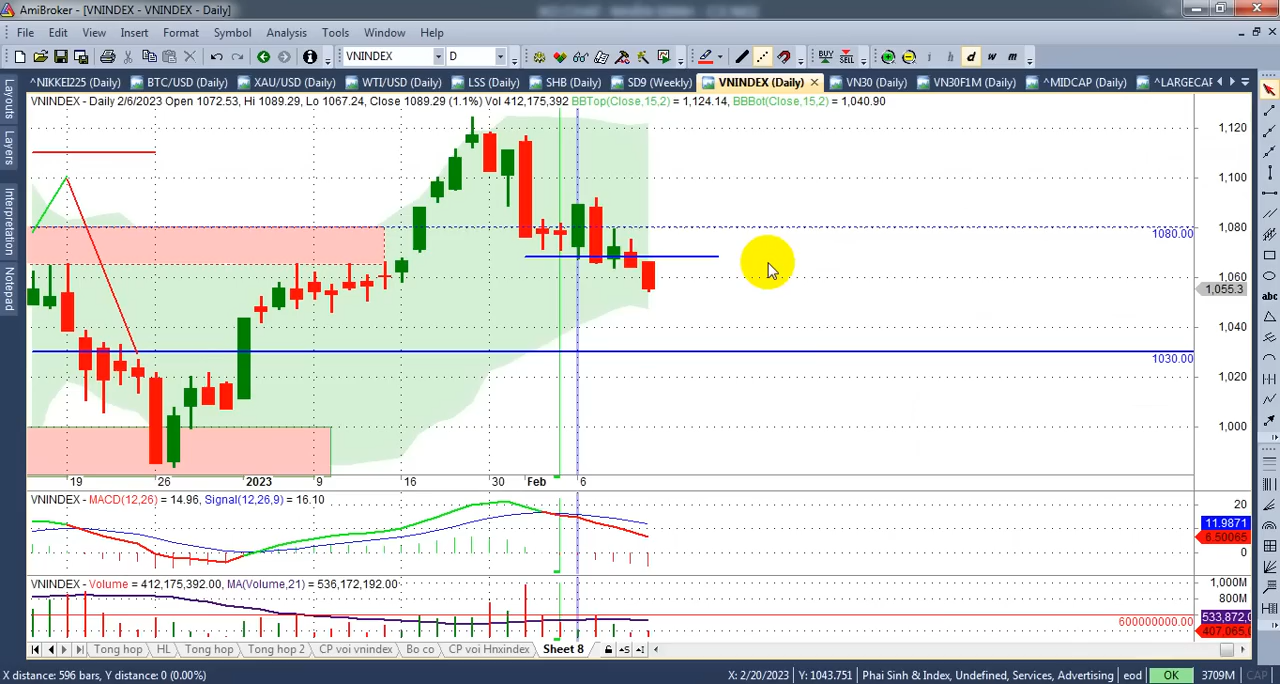 AmiBroker - [VNINDEX - VNINDEX - Daily]
File Edit View Insert Format Symbol Analysis Tools Window Help
VNINDEX D BUY SELL i h d w m
^NIKKEI225 (Daily) BTC/USD (Daily) XAU/USD (Daily) WTI/USD (Daily) LSS (Daily) SHB (Daily) SD9 (Weekly) VNINDEX (Daily) VN30 (Daily) VN30F1M (Daily) ^MIDCAP (Daily) ^LARGECAP
Layouts
Layers
Interpretation
Notepad
VNINDEX - Daily 2/6/2023 Open 1072.53, Hi 1089.29, Lo 1067.24, Close 1089.29 (1.1%) Vol 412,175,392 BBTop(Close,15,2) = 1,124.14, BBBot(Close,15,2) = 1,040.90
1,120
1,100
1,080
1080.00
1,060
1,055.3
1,040
1030.00
1,020
1,000
abc
19 26 2023 9 16 30 Feb 6
VNINDEX - MACD(12,26) = 14.96, Signal(12,26,9) = 16.10
20
11.9871
6.50065
0
VNINDEX - Volume = 412,175,392.00, MA(Volume,21) = 536,172,192.00
1,000M
800M
533,872,0
600000000.00
407,065,
Tong hop HL Tong hop Tong hop 2 CP voi vnindex Bo co CP voi Hnxindex Sheet 8
X distance: 596 bars, Y distance: 0 (0.00%) X: 2/20/2023 Y: 1043.751 Phai Sinh & Index, Undefined, Services, Advertising eod OK 3709M CAP